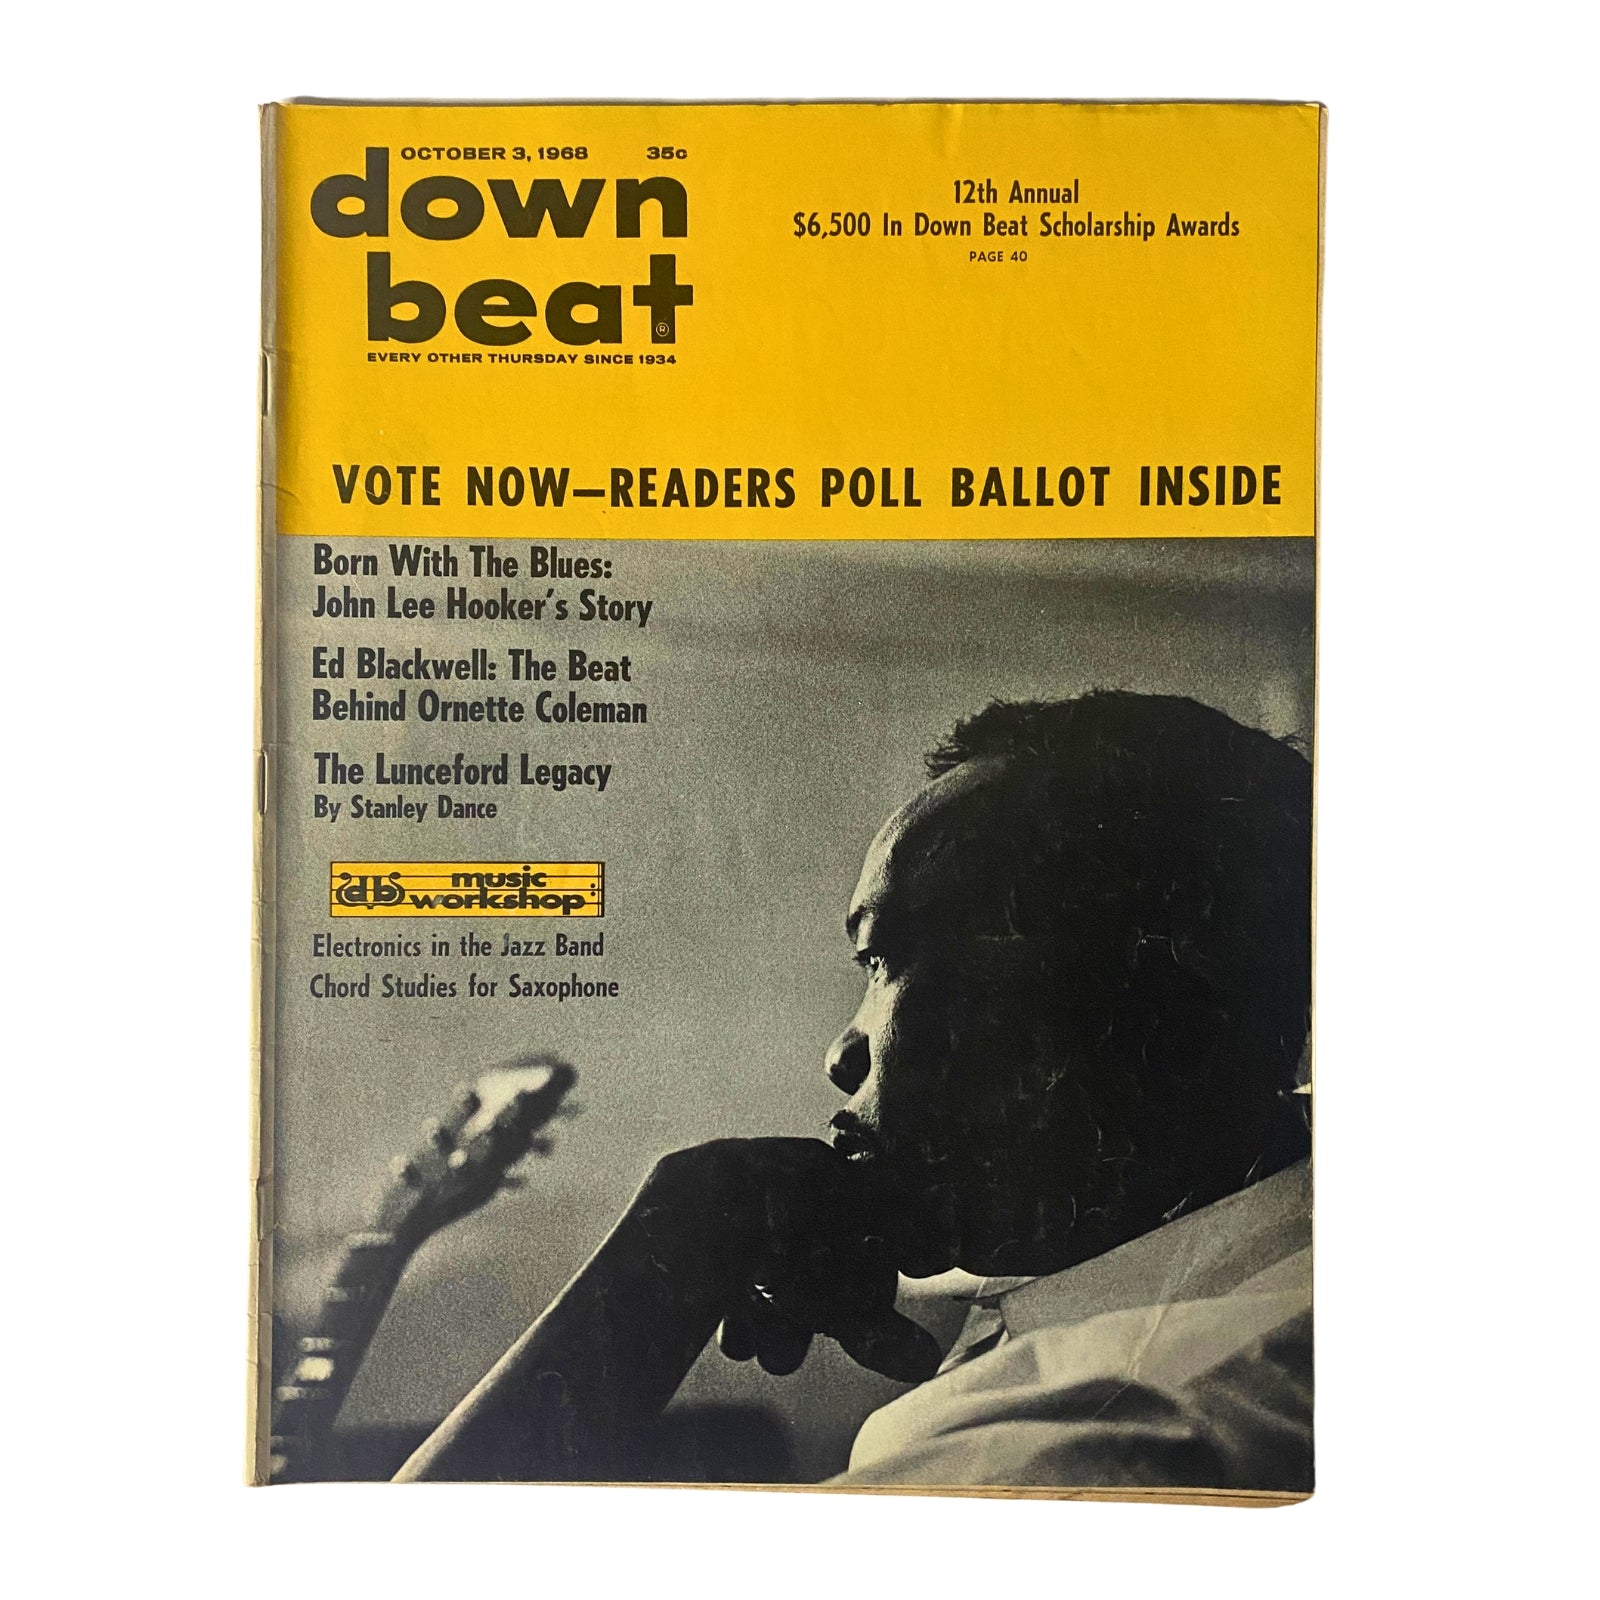 OCTOBER 3, 1968 35c
down
beat
®
EVERY OTHER THURSDAY SINCE 1934
12th Annual
$6,500 In Down Beat Scholarship Awards
PAGE 40
VOTE NOW—READERS POLL BALLOT INSIDE
Born With The Blues:
John Lee Hooker's Story
Ed Blackwell: The Beat
Behind Ornette Coleman
The Lunceford Legacy
By Stanley Dance
db music
workshop
Electronics in the Jazz Band
Chord Studies for Saxophone